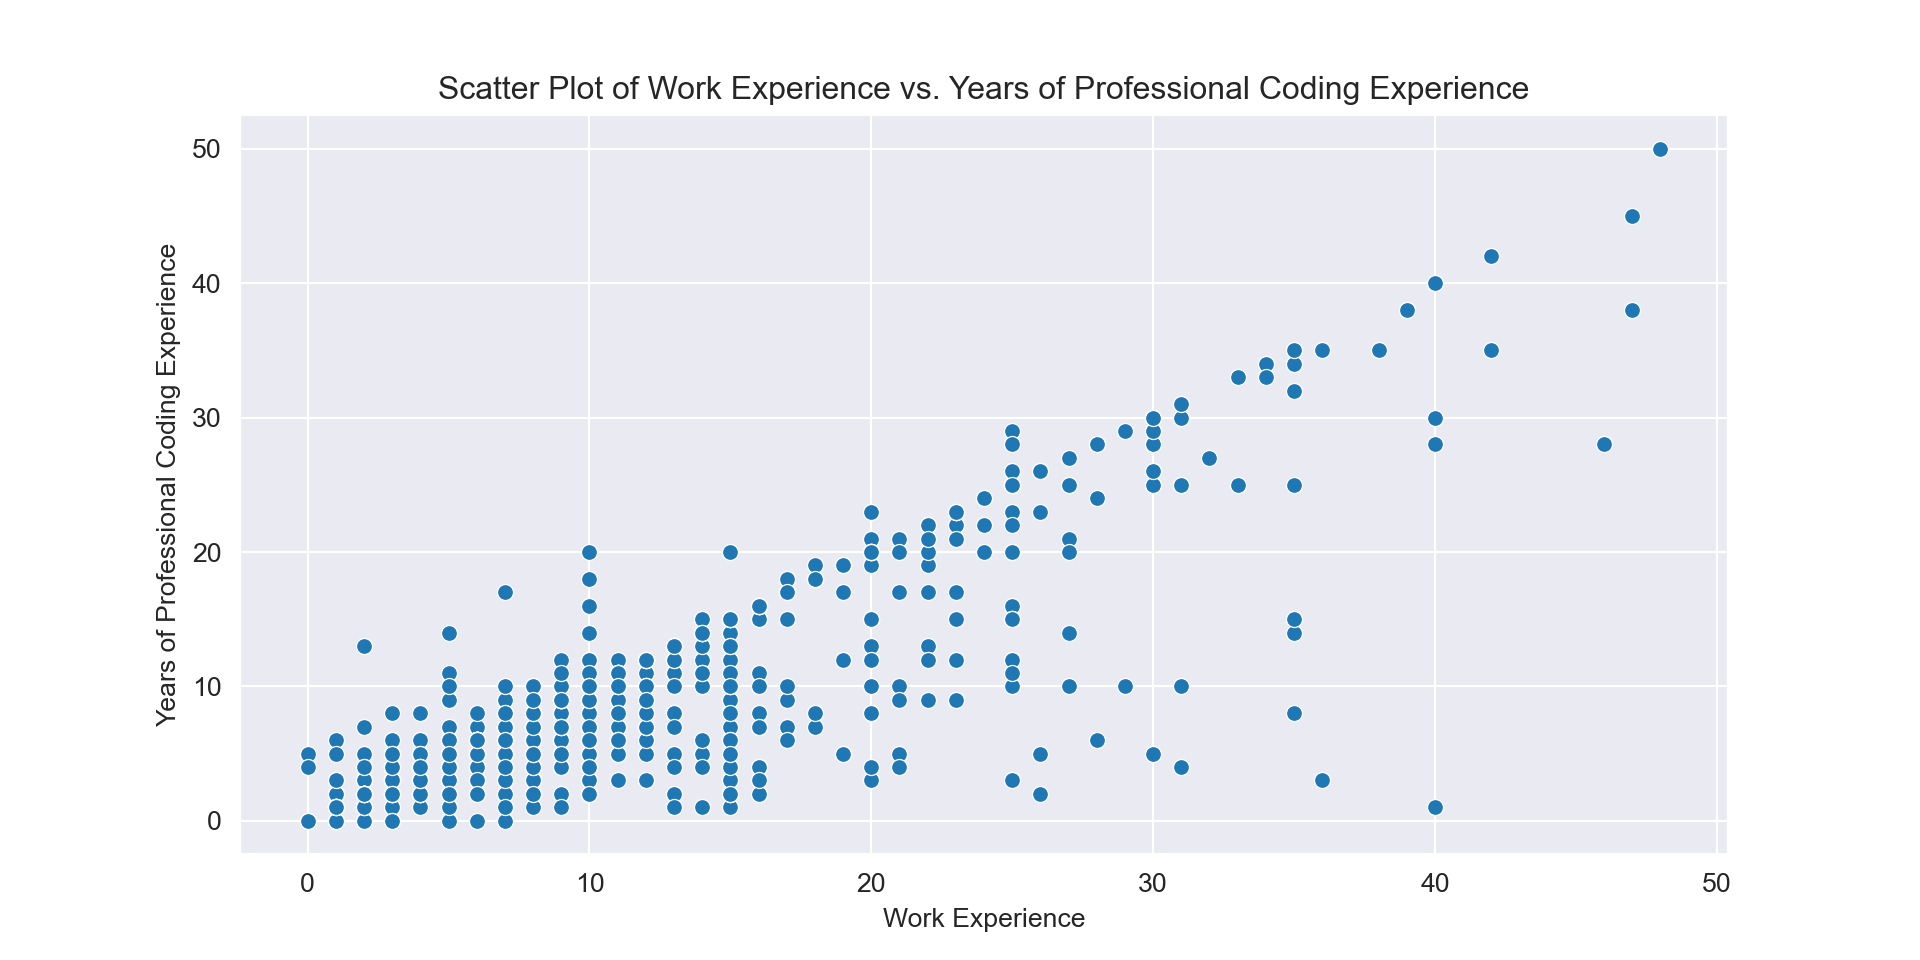 Scatter Plot of Work Experience vs. Years of Professional Coding Experience
Years of Professional Coding Experience
50
40
30
20
10
0
0 10 20 30 40 50
Work Experience